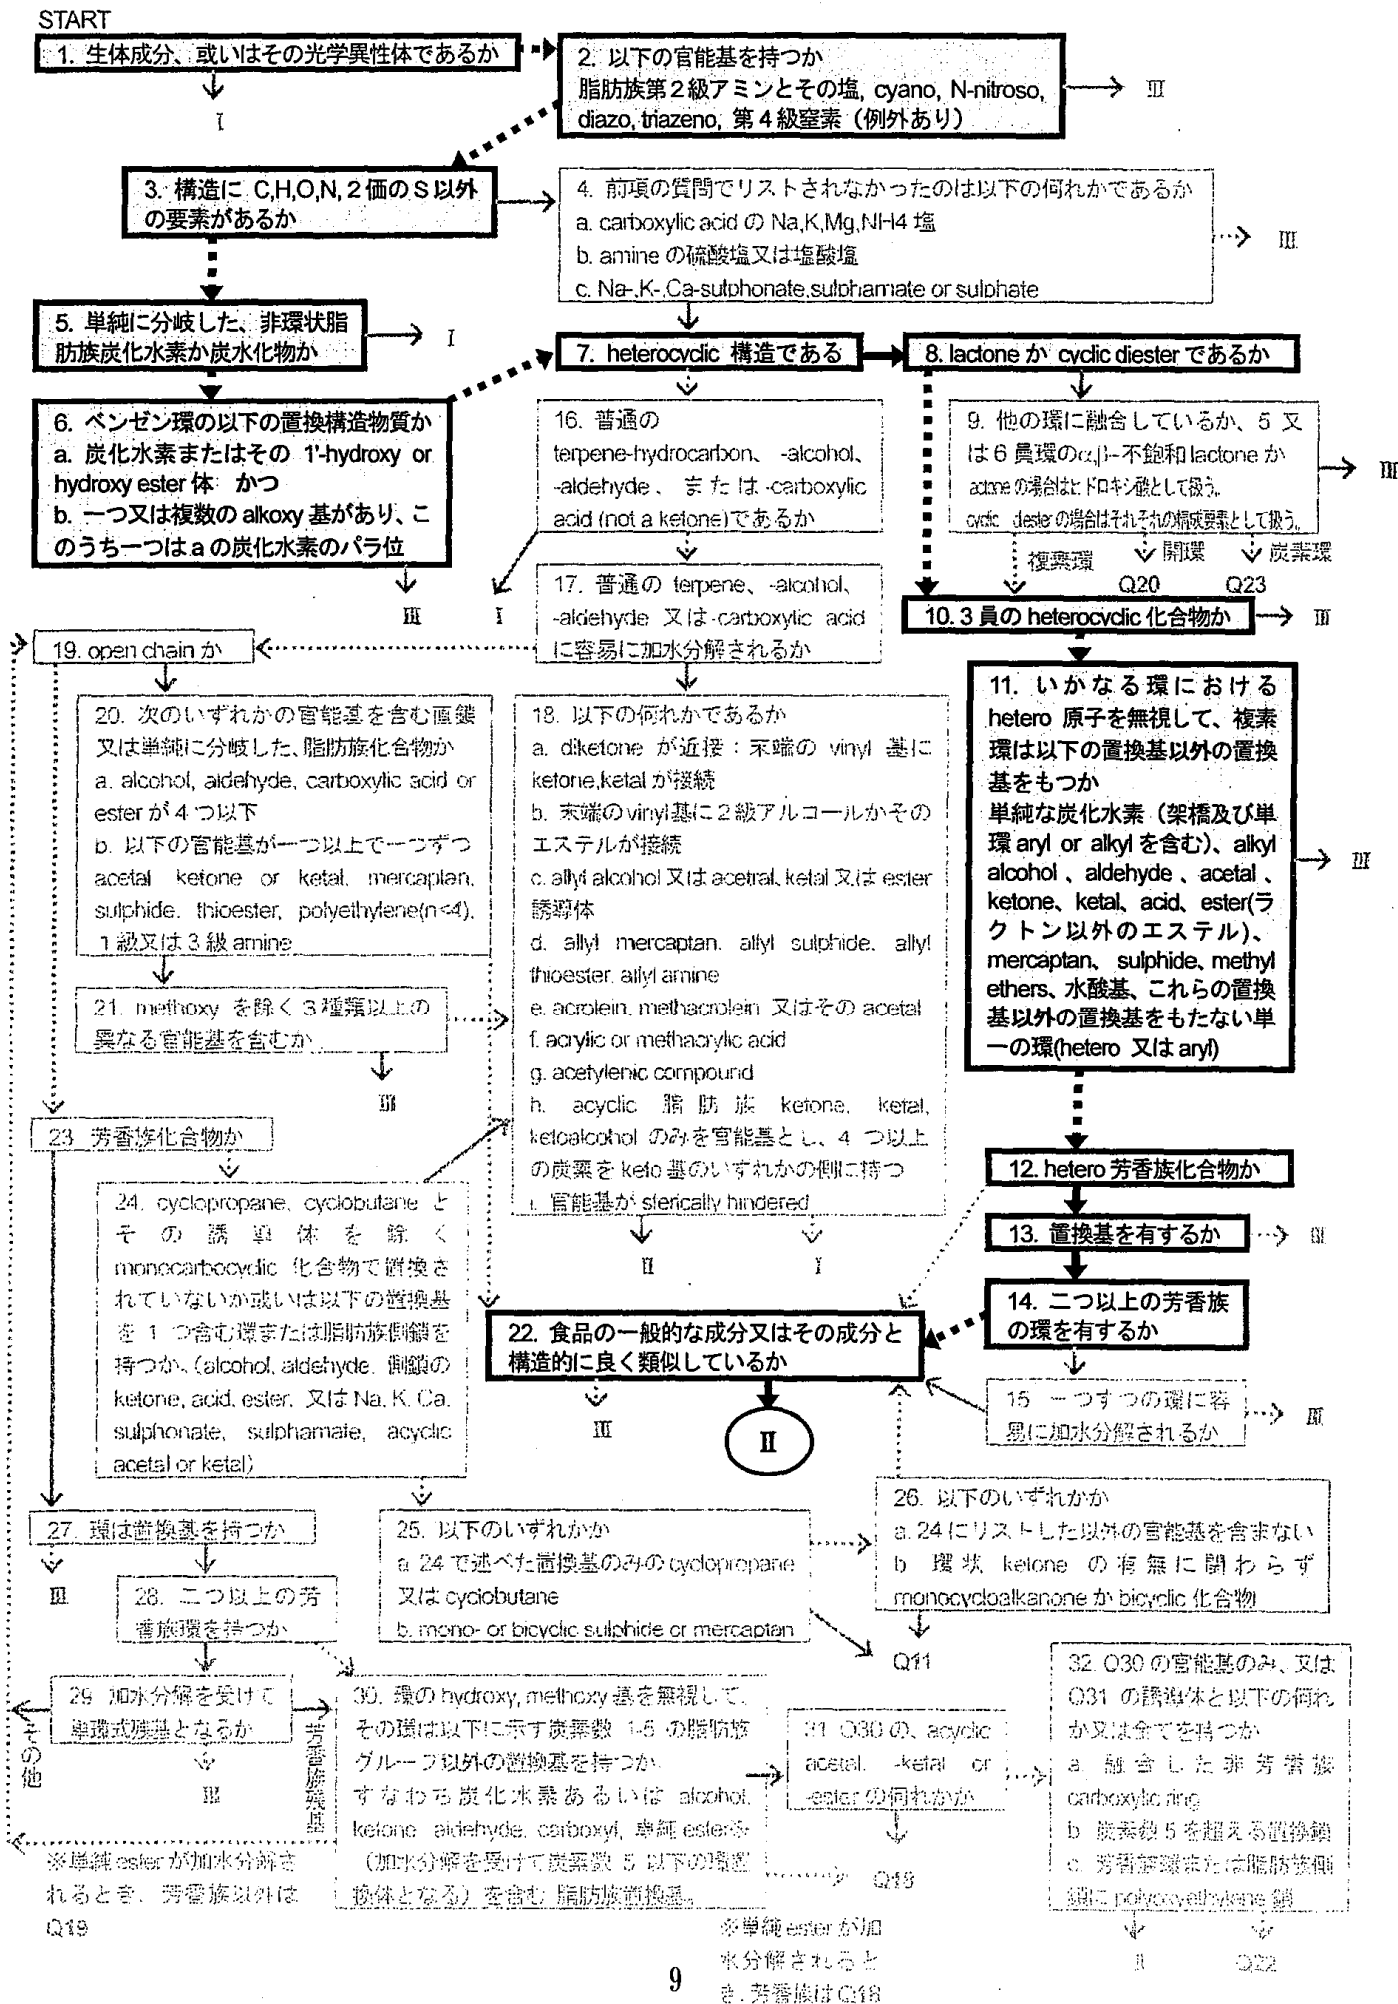 START
1. 生体成分、或いはその光学異性体であるか
I
2. 以下の官能基を持つか
脂肪族第2級アミンとその塩, cyano, N-nitroso,
diazo, triazeno, 第4級窒素（例外あり）
III
3. 構造に C,H,O,N, 2価のS以外
の要素があるか
4. 前項の質問でリストされなかったのは以下の何れかであるか
a. carboxylic acid の Na,K,Mg,NH4 塩
b. amine の硫酸塩又は塩酸塩
c. Na-,K-,Ca-sulphonate,sulphamate or sulphate
III
5. 単純に分岐した、非環状脂
肪族炭化水素か炭水化物か
I
6. ベンゼン環の以下の置換構造物質か
a. 炭化水素またはその 1'-hydroxy or
hydroxy ester 体 かつ
b. 一つ又は複数の alkoxy 基があり、こ
のうち一つは a の炭化水素のパラ位
III
7. heterocyclic 構造である
8. lactone か cyclic diester であるか
9. 他の環に融合しているか、5 又
は6 員環のα,β-不飽和 lactone か
lactone の場合はヒドロキシ酸として扱う。
cyclic diester の場合はそれぞれの構成要素として扱う。
III
複素環
開環
炭素環
Q20
Q23
10. 3 員の heterocyclic 化合物か
III
11. いかなる環における
hetero 原子を無視して、複素
環は以下の置換基以外の置換
基をもつか
単純な炭化水素（架橋及び単
環 aryl or alkyl を含む）、alkyl
alcohol、aldehyde、acetal、
ketone、ketal、acid、ester(ラ
クトン以外のエステル)、
mercaptan、sulphide、methyl
ethers、水酸基、これらの置換
基以外の置換基をもたない単
一の環(hetero 又は aryl)
III
12. hetero 芳香族化合物か
13. 置換基を有するか
III
14. 二つ以上の芳香族
の環を有するか
15. 一つずつの環に容
易に加水分解されるか
III
16. 普通の
terpene-hydrocarbon、-alcohol、
-aldehyde、または -carboxylic
acid (not a ketone)であるか
I
17. 普通の terpene、-alcohol、
-aldehyde 又は -carboxylic acid
に容易に加水分解されるか
18. 以下の何れかであるか
a. diketone が近接：末端の vinyl 基に
ketone,ketal が接続
b. 末端の vinyl 基に2級アルコールかその
エステルが接続
c. allyl alcohol 又は acetral, ketal 又は ester
誘導体
d. allyl mercaptan, allyl sulphide, allyl
thioester, allyl amine
e. acrolein, methacrolein 又はその acetal
f. acrylic or methacrylic acid
g. acetylenic compound
h. acyclic 脂肪族 ketone, ketal,
ketoalcohol のみを官能基とし、4 つ以上
の炭素を keto 基のいずれかの側に持つ
i. 官能基が sterically hindered
II
I
19. open chain か
20. 次のいずれかの官能基を含む直鎖
又は単純に分岐した、脂肪族化合物か
a. alcohol, aldehyde, carboxylic acid or
ester が4つ以下
b. 以下の官能基が一つ以上で一つずつ
acetal ketone or ketal, mercaptan,
sulphide, thioester, polyethylene(n<4),
1級又は3級 amine
21. methoxy を除く3種類以上の
異なる官能基を含むか
III
22. 食品の一般的な成分又はその成分と
構造的に良く類似しているか
III
II
23 芳香族化合物か
24. cyclopropane, cyclobutane と
その誘導体を除く
monocarbocyclic 化合物で置換さ
れていないか或いは以下の置換基
を1つ含む環または脂肪族側鎖を
持つか、(alcohol, aldehyde, 側鎖の
ketone, acid, ester, 又は Na, K, Ca,
sulphonate, sulphamate, acyclic
acetal or ketal)
25. 以下のいずれかか
a. 24 で述べた置換基のみの cyclopropane
又は cyclobutane
b. mono- or bicyclic sulphide or mercaptan
26. 以下のいずれかか
a. 24 にリストした以外の官能基を含まない
b 環状 ketone の有無に関わらず
monocycloalkanone か bicyclic 化合物
Q11
27. 環は置換基を持つか
III
28. 二つ以上の芳
香族環を持つか
29 加水分解を受けて
単環式残基となるか
その他
芳香族残基
III
※単純 ester が加水分解さ
れるとき、芳香族以外は
Q19
30. 環の hydroxy, methoxy 基を無視して、
その環は以下に示す炭素数 1-5 の脂肪族
グループ以外の置換基を持つか
すなわち炭化水素あるいは alcohol,
ketone aldehyde, carboxyl, 単純 esterを
（加水分解を受けて炭素数 5 以下の環置
換体となる）を含む 脂肪族置換基。
Q18
※単純 ester が加
水分解されると
き、芳香族は Q18
31 Q30 の、acyclic
acetal, -ketal or
-ester の何れかか
Q18
32. Q30 の官能基のみ、又は
Q31 の誘導体と以下の何れ
か又は全てを持つか
a 融合した非芳香族
carboxylic ring
b 炭素数5を超える置換鎖
c. 芳香族環または脂肪族側
鎖に polyoxyethylene 鎖
II
Q22
9